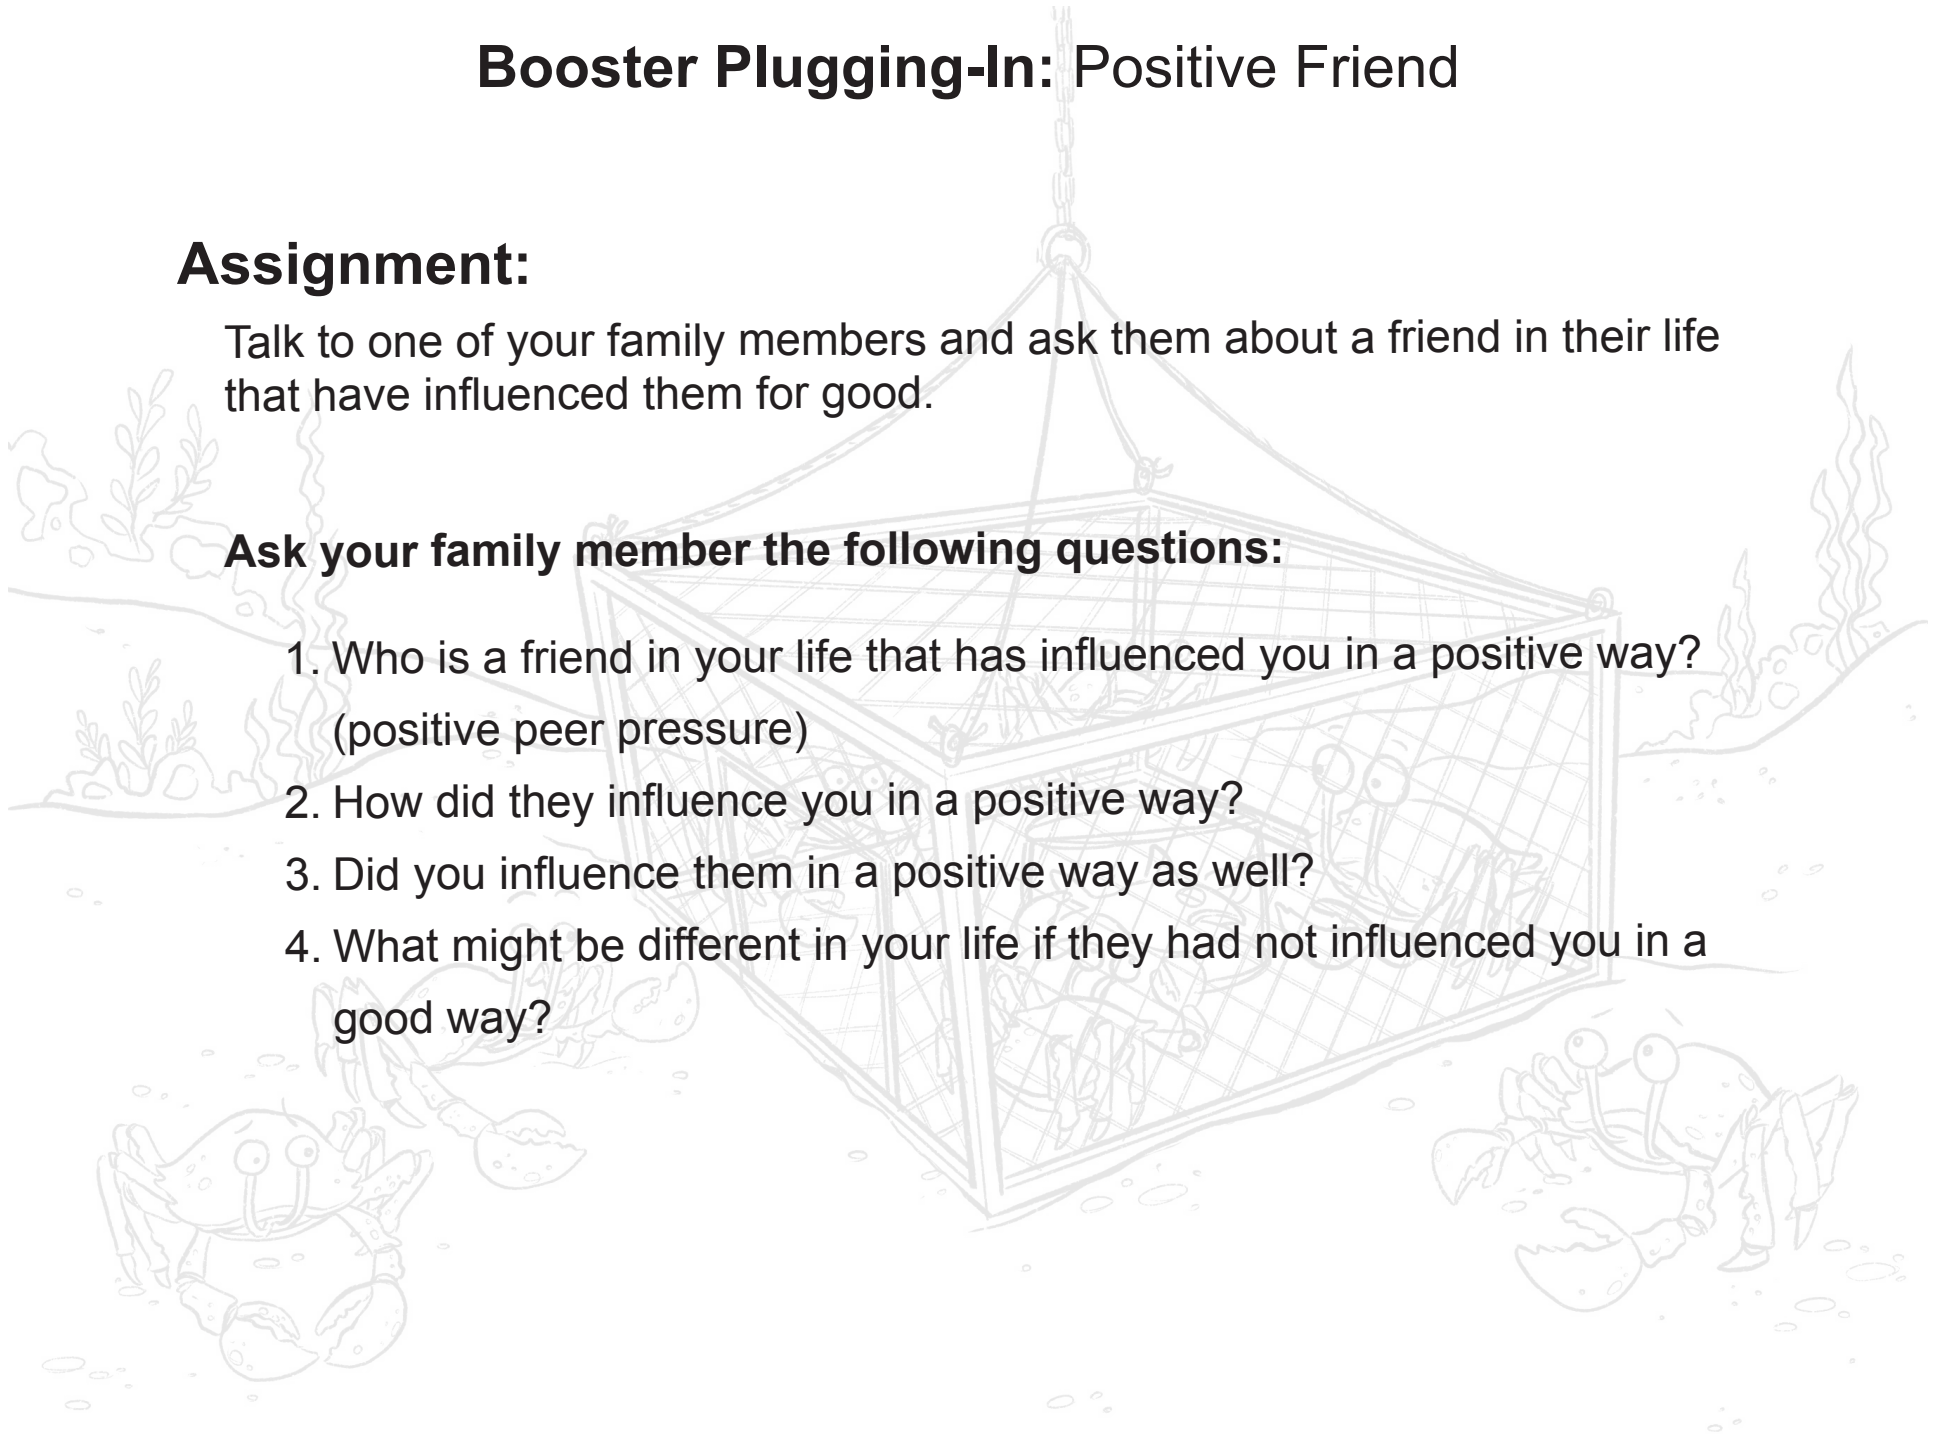 Booster Plugging-In: Positive Friend
Assignment:
Talk to one of your family members and ask them about a friend in their life
that have influenced them for good.
Ask your family member the following questions:
1. Who is a friend in your life that has influenced you in a positive way?
(positive peer pressure)
2. How did they influence you in a positive way?
3. Did you influence them in a positive way as well?
4. What might be different in your life if they had not influenced you in a
good way?